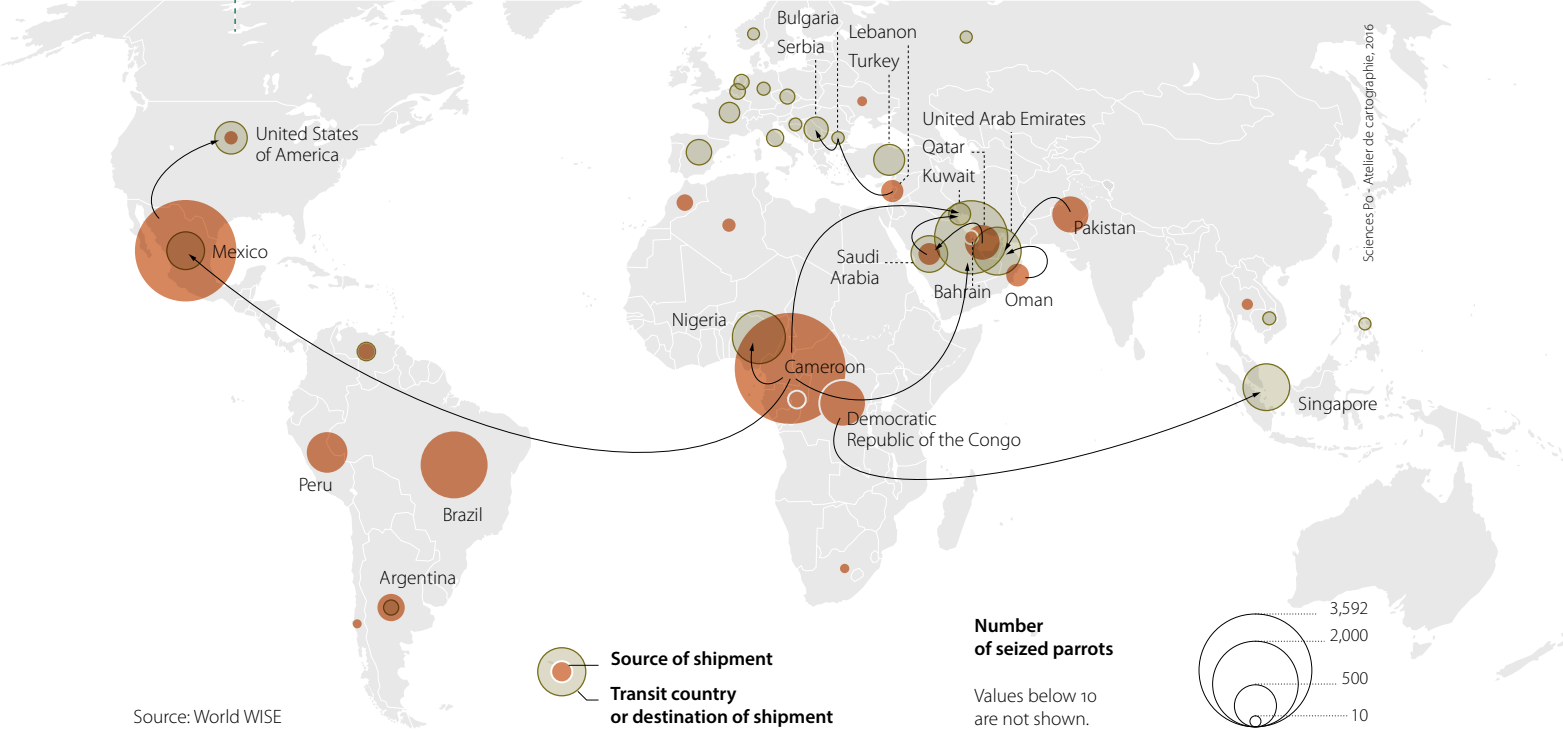 Bulgaria
Lebanon
Serbia
Turkey
Sciences Po - Atelier de cartographie, 2016
United States
of America
United Arab Emirates
Qatar
Kuwait
Mexico
Pakistan
Saudi
Arabia
Bahrain
Oman
Nigeria
Cameroon
Singapore
Democratic
Republic of the Congo
Peru
Brazil
Argentina
Source of shipment
Transit country
or destination of shipment
Number
of seized parrots
Values below 10
are not shown.
3,592
2,000
500
10
Source: World WISE